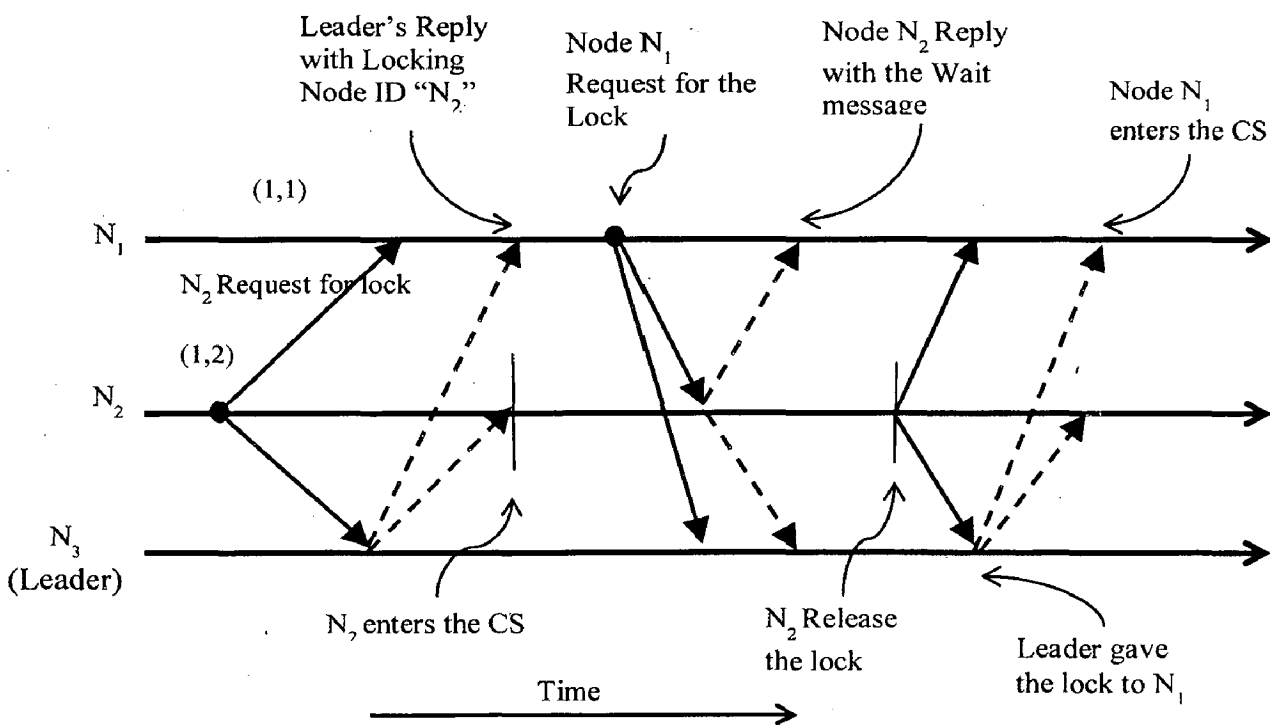 Leader's Reply
with Locking
Node ID “N₂”
Node N₁
Request for the
Lock
Node N₂ Reply
with the Wait
message
Node N₁
enters the CS
(1,1)
N₁
N₂ Request for lock
(1,2)
N₂
N₃
(Leader)
N₂ enters the CS
N₂ Release
the lock
Leader gave
the lock to N₁
Time